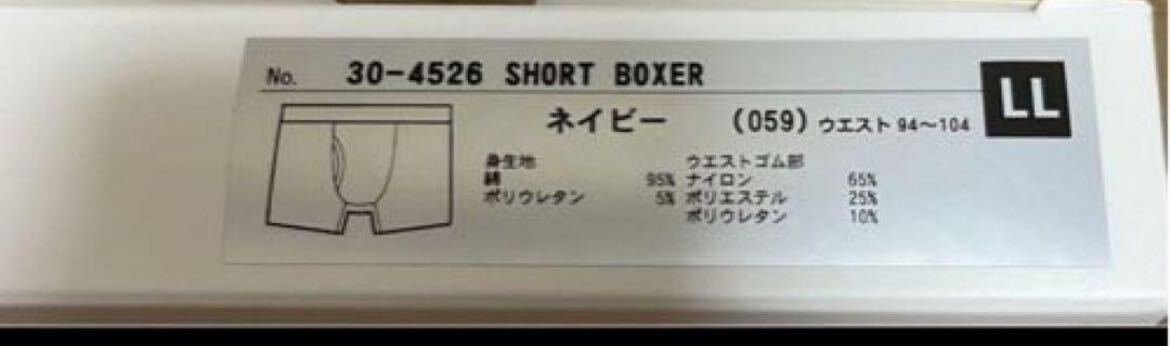 No. 30-4526 SHORT BOXER
LL
ネイビー (059) ウエスト 94〜104
身生地 ウエストゴム部
綿 95% ナイロン 65%
ポリウレタン 5% ポリエステル 25%
ポリウレタン 10%